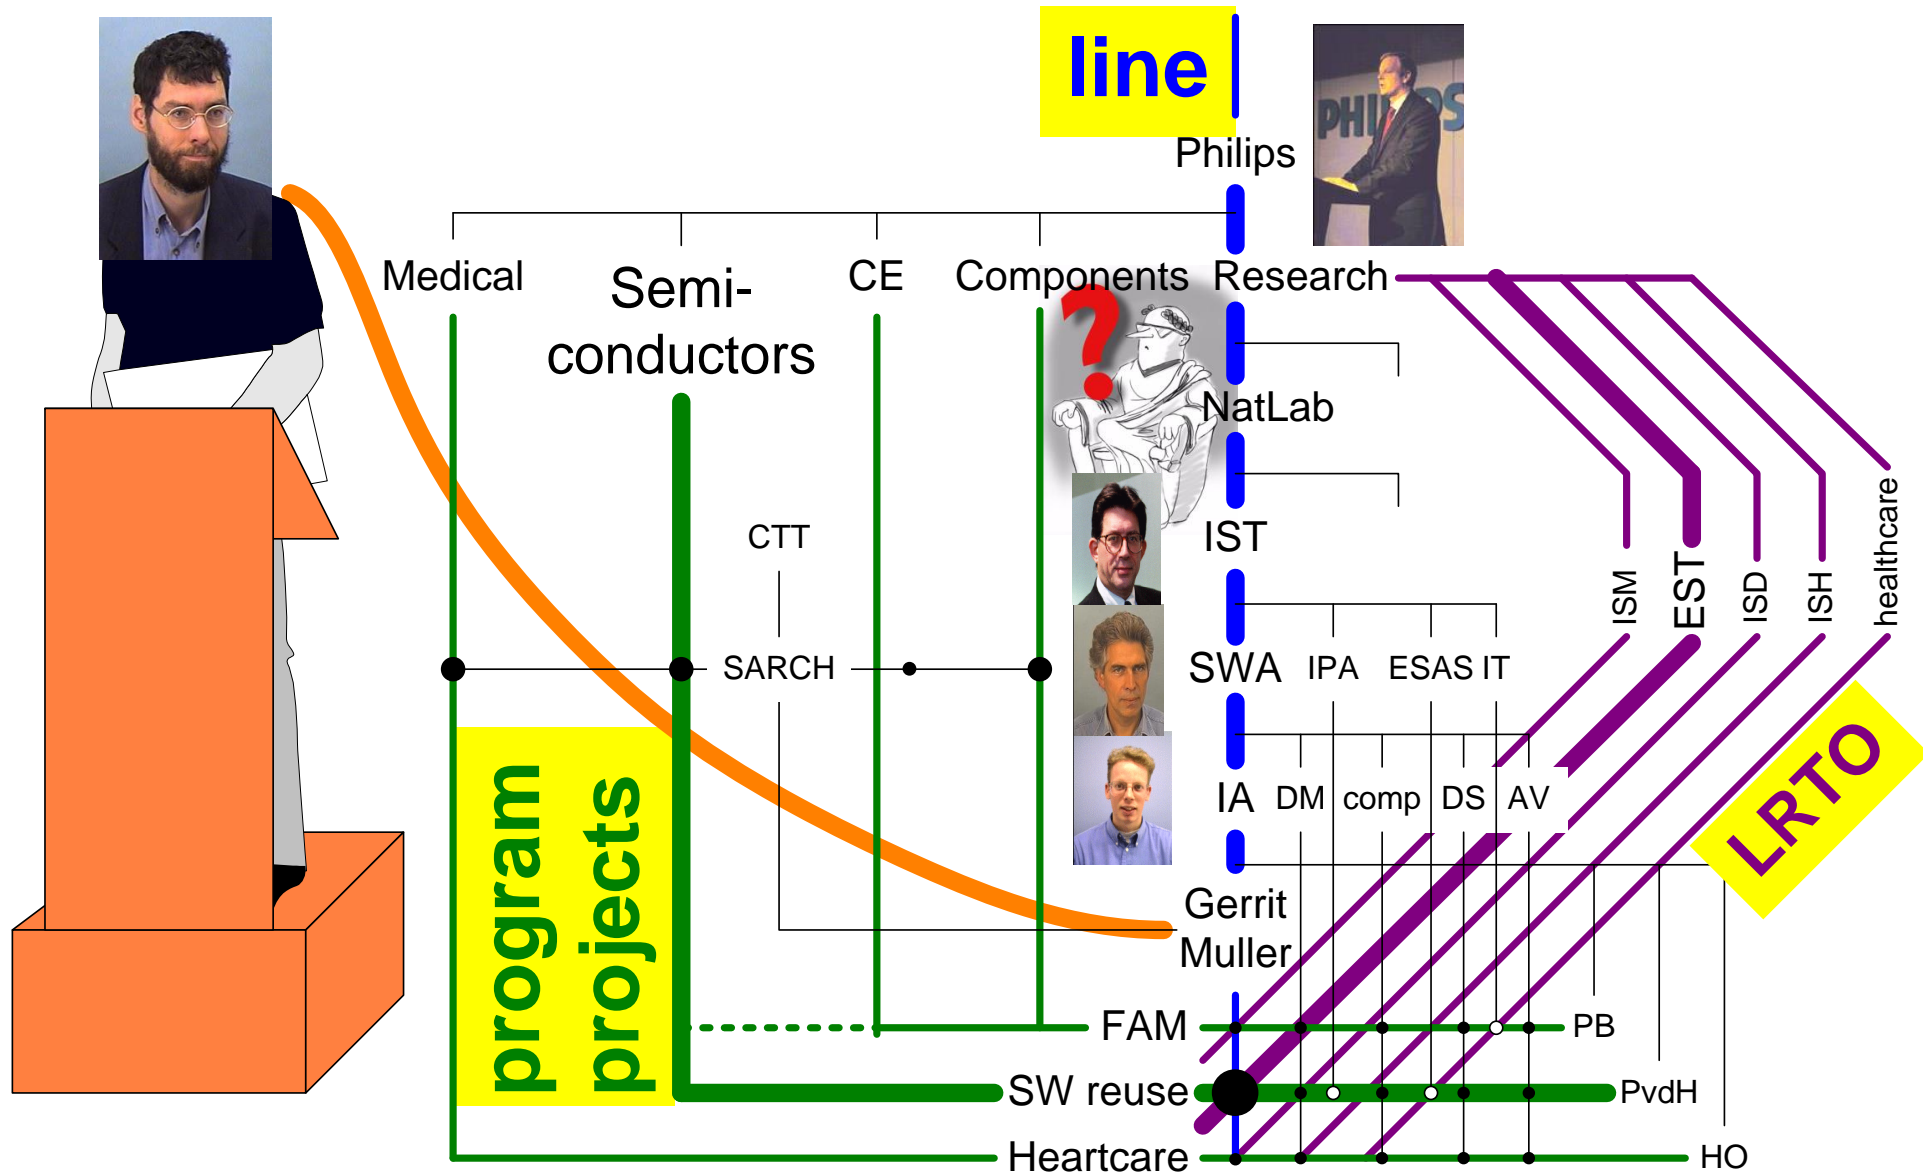 line
PHILIPS
Philips
Medical
Semi-
conductors
CE
Components
Research
?
NatLab
CTT
IST
ISM
EST
ISD
ISH
healthcare
SARCH
SWA
IPA
ESAS
IT
IA
DM
comp
DS
AV
LRTO
program
projects
Gerrit
Muller
FAM
PB
SW reuse
PvdH
Heartcare
HO